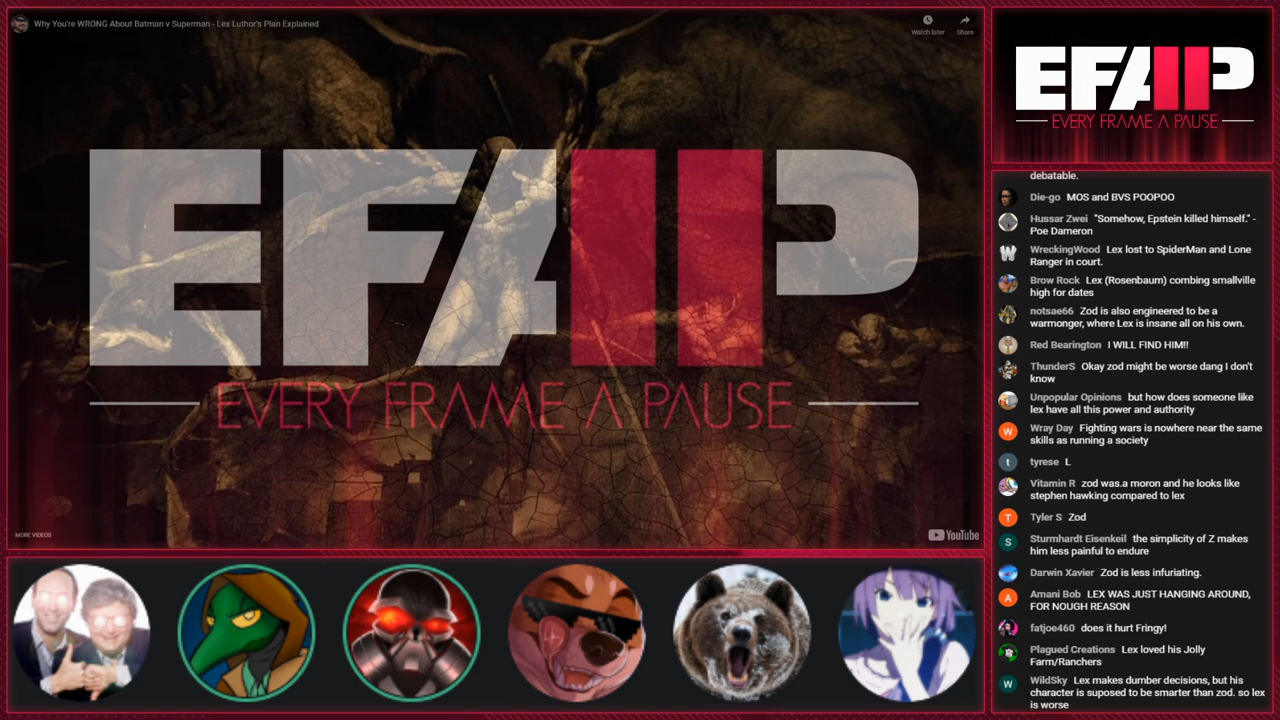 Why You're WRONG About Batman v Superman - Lex Luthor's Plan Explained
Watch later
Share
EFAP
EVERY FRAME A PAUSE
MORE VIDEOS
YouTube
EFAP
EVERY FRAME A PAUSE
debatable.
Die-go MOS and BVS POOPOO
Hussar Zwei "Somehow, Epstein killed himself." -
Poe Dameron
W
WreckingWood Lex lost to SpiderMan and Lone
Ranger in court.
Brow Rock Lex (Rosenbaum) combing smallville
high for dates
notsae66 Zod is also engineered to be a
warmonger, where Lex is insane all on his own.
Red Bearington I WILL FIND HIM!!
ThunderS Okay zod might be worse dang I don't
know
Unpopular Opinions but how does someone like
lex have all this power and authority
W
Wray Day Fighting wars is nowhere near the same
skills as running a society
t
tyrese L
Vitamin R zod was.a moron and he looks like
stephen hawking compared to lex
T
Tyler S Zod
S
Sturmhardt Eisenkeil the simplicity of Z makes
him less painful to endure
Darwin Xavier Zod is less infuriating.
A
Amani Bob LEX WAS JUST HANGING AROUND,
FOR NOUGH REASON
fatjoe460 does it hurt Fringy!
Plagued Creations Lex loved his Jolly
Farm/Ranchers
W
WildSky Lex makes dumber decisions, but his
character is suposed to be smarter than zod. so lex
is worse